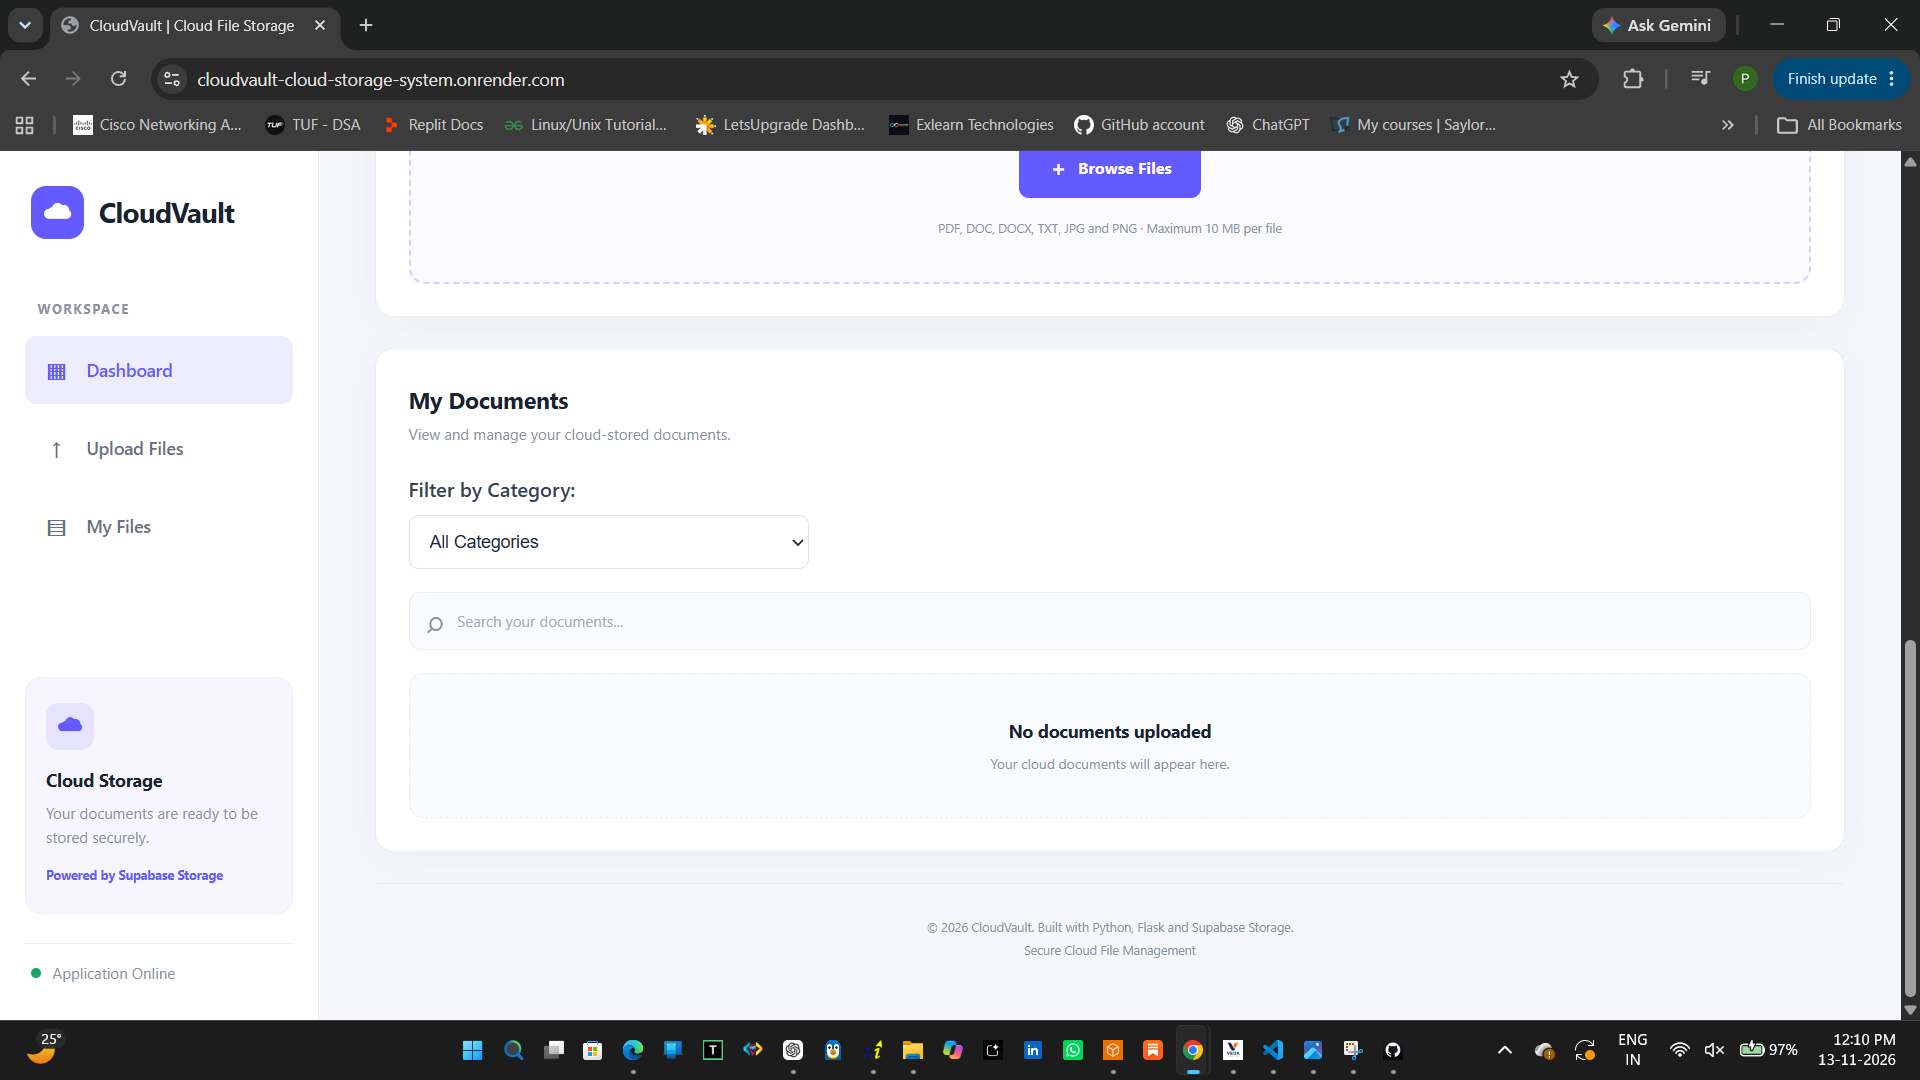 CloudVault | Cloud File Storage
Ask Gemini
cloudvault-cloud-storage-system.onrender.com
P
Finish update
Cisco Networking A...
TUF - DSA
Replit Docs
Linux/Unix Tutorial...
LetsUpgrade Dashb...
Exlearn Technologies
GitHub account
ChatGPT
My courses | Saylor...
All Bookmarks
CloudVault
WORKSPACE
Dashboard
Upload Files
My Files
Cloud Storage
Your documents are ready to be
stored securely.
Powered by Supabase Storage
Application Online
+ Browse Files
PDF, DOC, DOCX, TXT, JPG and PNG · Maximum 10 MB per file
My Documents
View and manage your cloud-stored documents.
Filter by Category:
All Categories
Search your documents...
No documents uploaded
Your cloud documents will appear here.
© 2026 CloudVault. Built with Python, Flask and Supabase Storage.
Secure Cloud File Management
25°
ENG
IN
97%
12:10 PM
13-11-2026